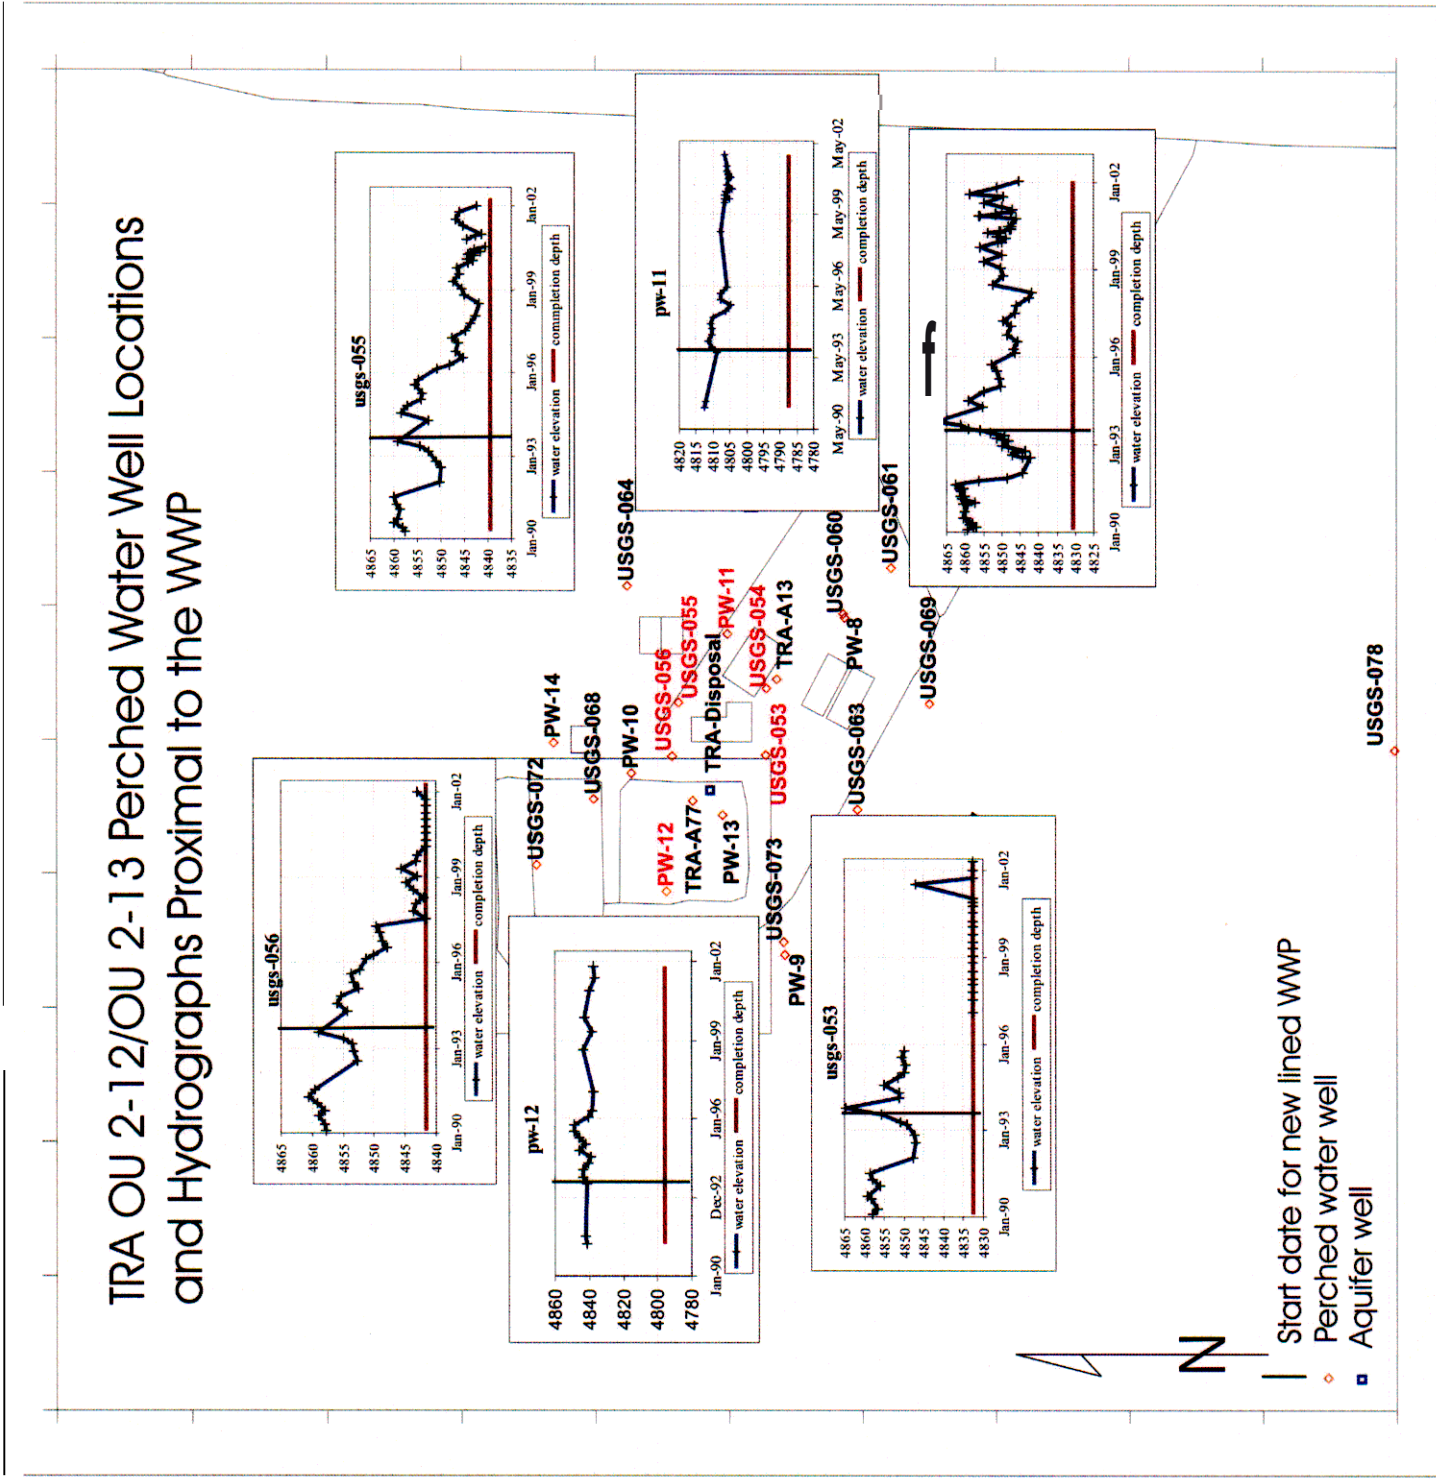 TRA OU 2-12/OU 2-13 Perched Water Well Locations
and Hydrographs Proximal to the WWP
usgs-056
4865
4860
4855
4850
4845
4840
Jan-90
Jan-93
Jan-96
Jan-99
Jan-02
water elevation
completion depth
usgs-055
4865
4860
4855
4850
4845
4840
4835
Jan-90
Jan-93
Jan-96
Jan-99
Jan-02
water elevation
commpletion depth
pw-12
4860
4840
4820
4800
4780
Jan-90
Dec-92
Jan-96
Jan-99
Jan-02
water elevation
completion depth
pw-11
4820
4815
4810
4805
4800
4795
4790
4785
4780
May-90
May-93
May-96
May-99
May-02
water elevation
completion depth
usgs-053
4865
4860
4855
4850
4845
4840
4835
4830
Jan-90
Jan-93
Jan-96
Jan-99
Jan-02
water elevation
completion depth
4865
4860
4855
4850
4845
4840
4835
4830
4825
Jan-90
Jan-93
Jan-96
Jan-99
Jan-02
water elevation
completion depth
USGS-072
PW-14
USGS-068
PW-10
USGS-064
USGS-056
USGS-055
PW-12
TRA-A77
TRA-Disposal
PW-13
PW-11
USGS-054
USGS-053
TRA-A13
USGS-073
PW-9
USGS-060
PW-8
USGS-063
USGS-061
USGS-069
USGS-078
N
Start date for new lined WWP
Perched water well
Aquifer well